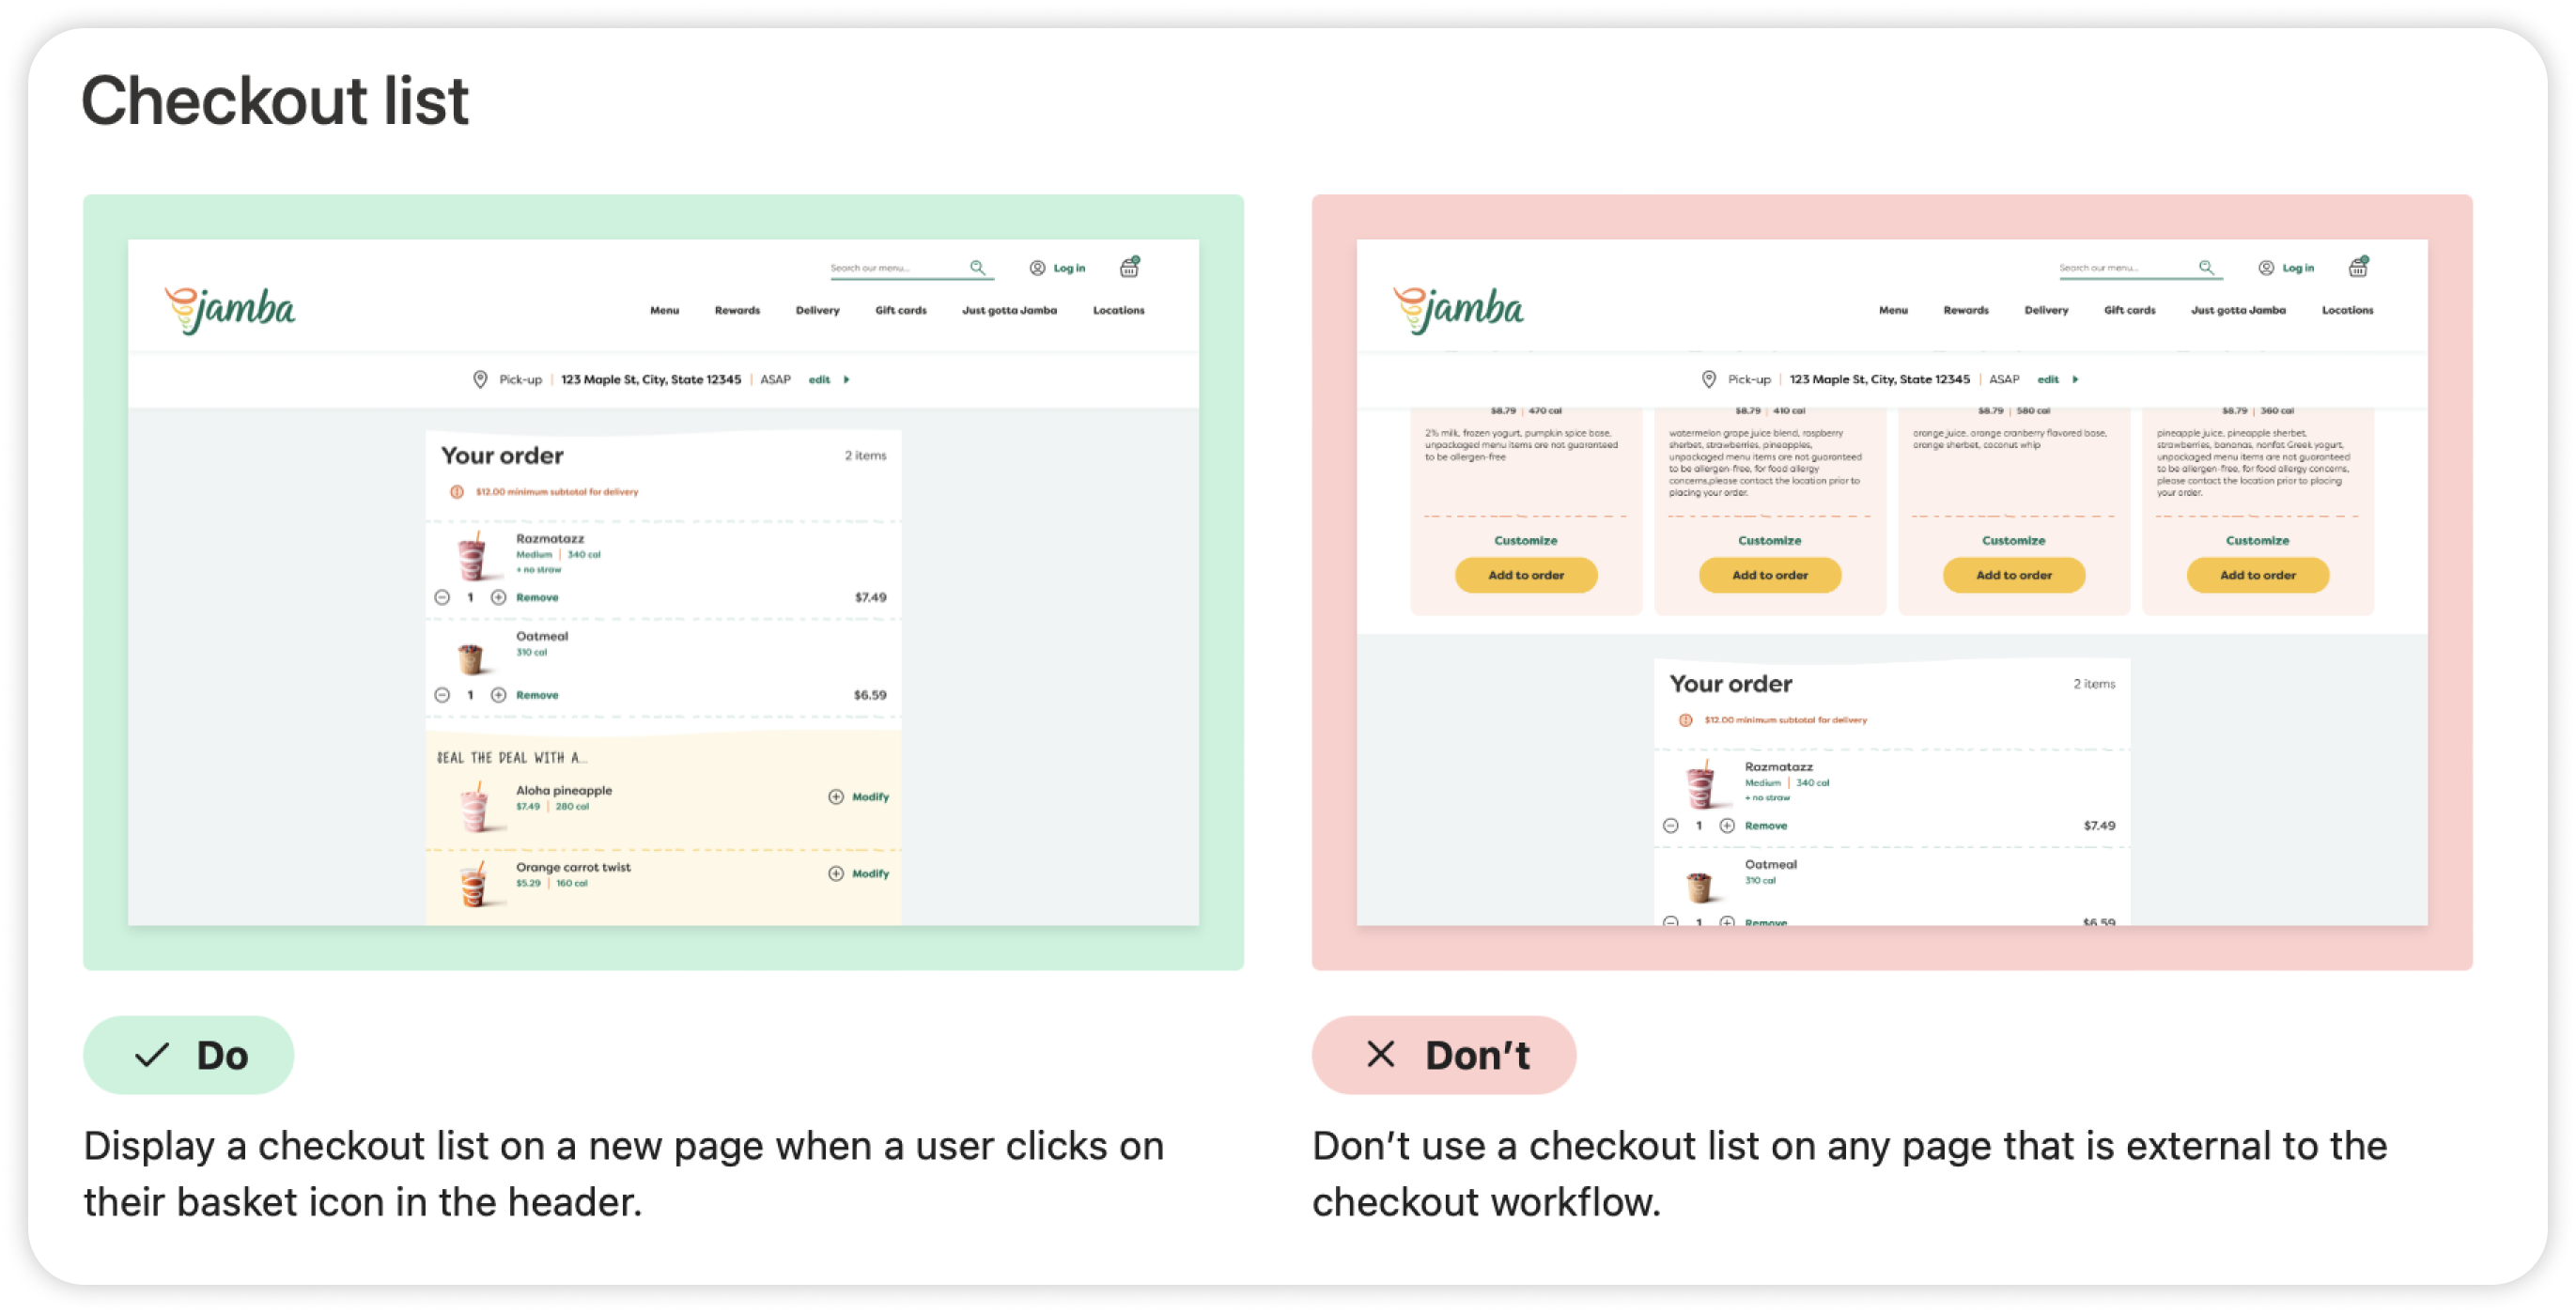 Checkout list
Search our menu...
Log in
jamba
Menu Rewards Delivery Gift cards Just gotta Jamba Locations
Pick-up | 123 Maple St, City, State 12345 | ASAP edit
Your order
2 items
$12.00 minimum subtotal for delivery
Razmatazz
Medium | 340 cal
+ no straw
1 Remove $7.49
Oatmeal
310 cal
1 Remove $6.59
SEAL THE DEAL WITH A...
Aloha pineapple
$7.49 | 280 cal
Modify
Orange carrot twist
$5.29 | 160 cal
Modify
Do
Display a checkout list on a new page when a user clicks on
their basket icon in the header.
Search our menu...
Log in
jamba
Menu Rewards Delivery Gift cards Just gotta Jamba Locations
Pick-up | 123 Maple St, City, State 12345 | ASAP edit
$8.79 | 470 cal
2% milk, frozen yogurt, pumpkin spice base,
unpackaged menu items are not guaranteed
to be allergen-free
Customize
Add to order
$8.79 | 410 cal
watermelon grape juice blend, raspberry
sherbet, strawberries, pineapples,
unpackaged menu items are not guaranteed
to be allergen-free, for food allergy
concerns,please contact the location prior to
placing your order.
Customize
Add to order
$8.79 | 580 cal
orange juice, orange cranberry flavored base,
orange sherbet, coconut whip
Customize
Add to order
$8.79 | 360 cal
pineapple juice, pineapple sherbet,
strawberries, bananas, nonfat Greek yogurt,
unpackaged menu items are not guaranteed
to be allergen-free, for food allergy concerns,
please contact the location prior to placing
your order.
Customize
Add to order
Your order
2 items
$12.00 minimum subtotal for delivery
Razmatazz
Medium | 340 cal
+ no straw
1 Remove $7.49
Oatmeal
310 cal
1 Remove $6.59
Don't
Don't use a checkout list on any page that is external to the
checkout workflow.